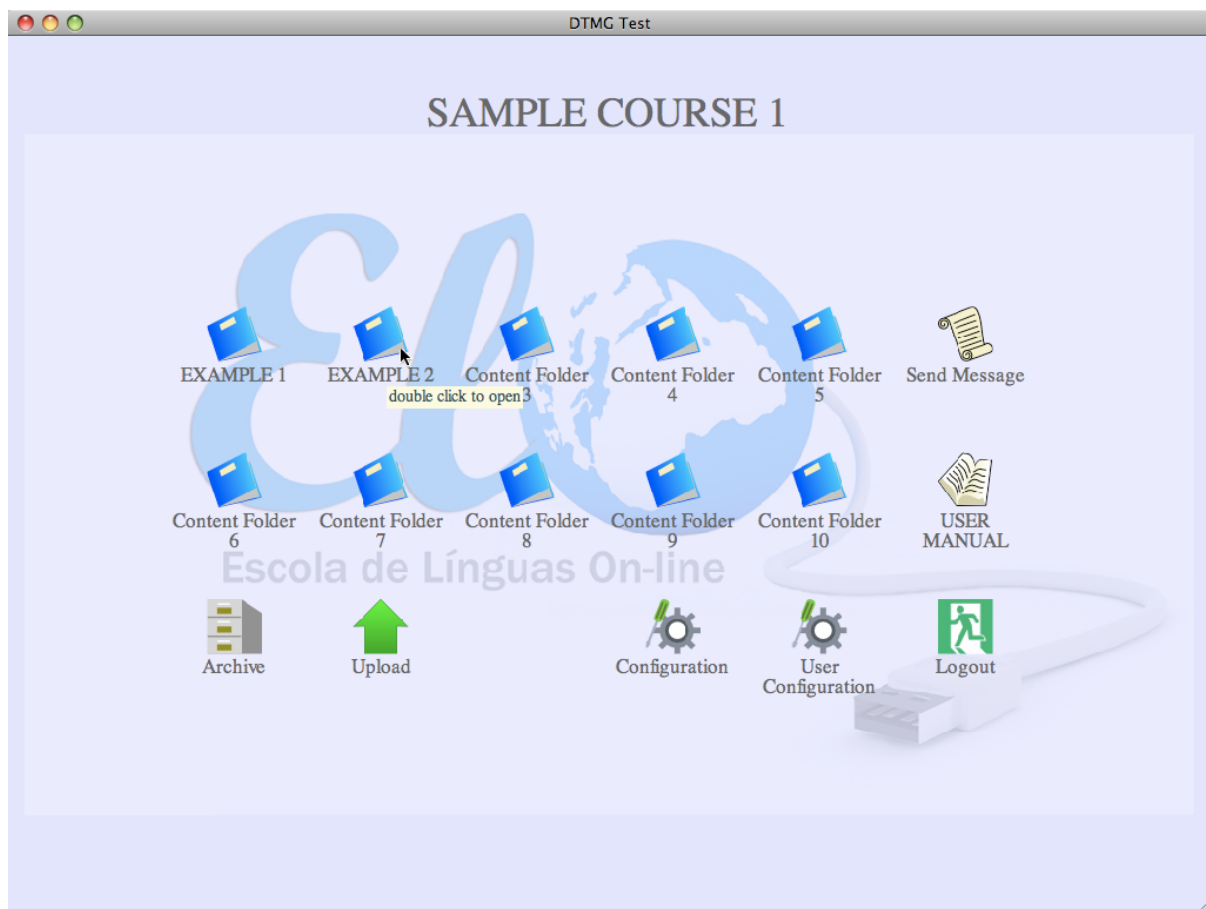 DTMG Test
SAMPLE COURSE 1
Elo
EXAMPLE 1
EXAMPLE 2
double click to open
Content Folder
3
Content Folder
4
Content Folder
5
Send Message
Content Folder
6
Content Folder
7
Content Folder
8
Content Folder
9
Content Folder
10
USER
MANUAL
Escola de Línguas On-line
Archive
Upload
Configuration
User
Configuration
Logout